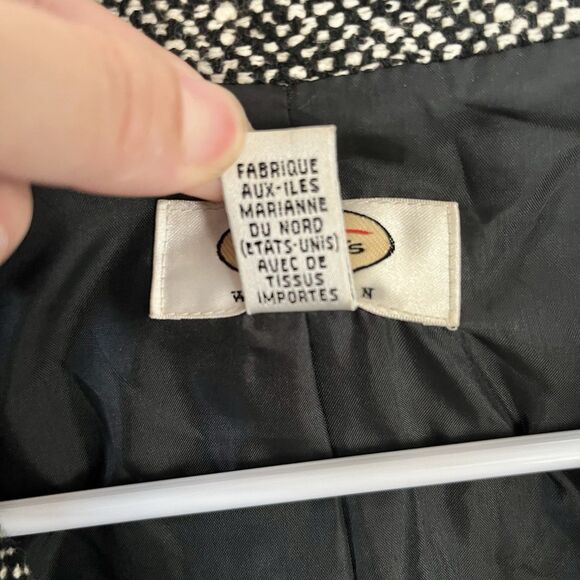 FABRIQUE
AUX-ILES
MARIANNE
DU NORD
(ETATS-UNIS)
AVEC DE
TISSUS
IMPORTES